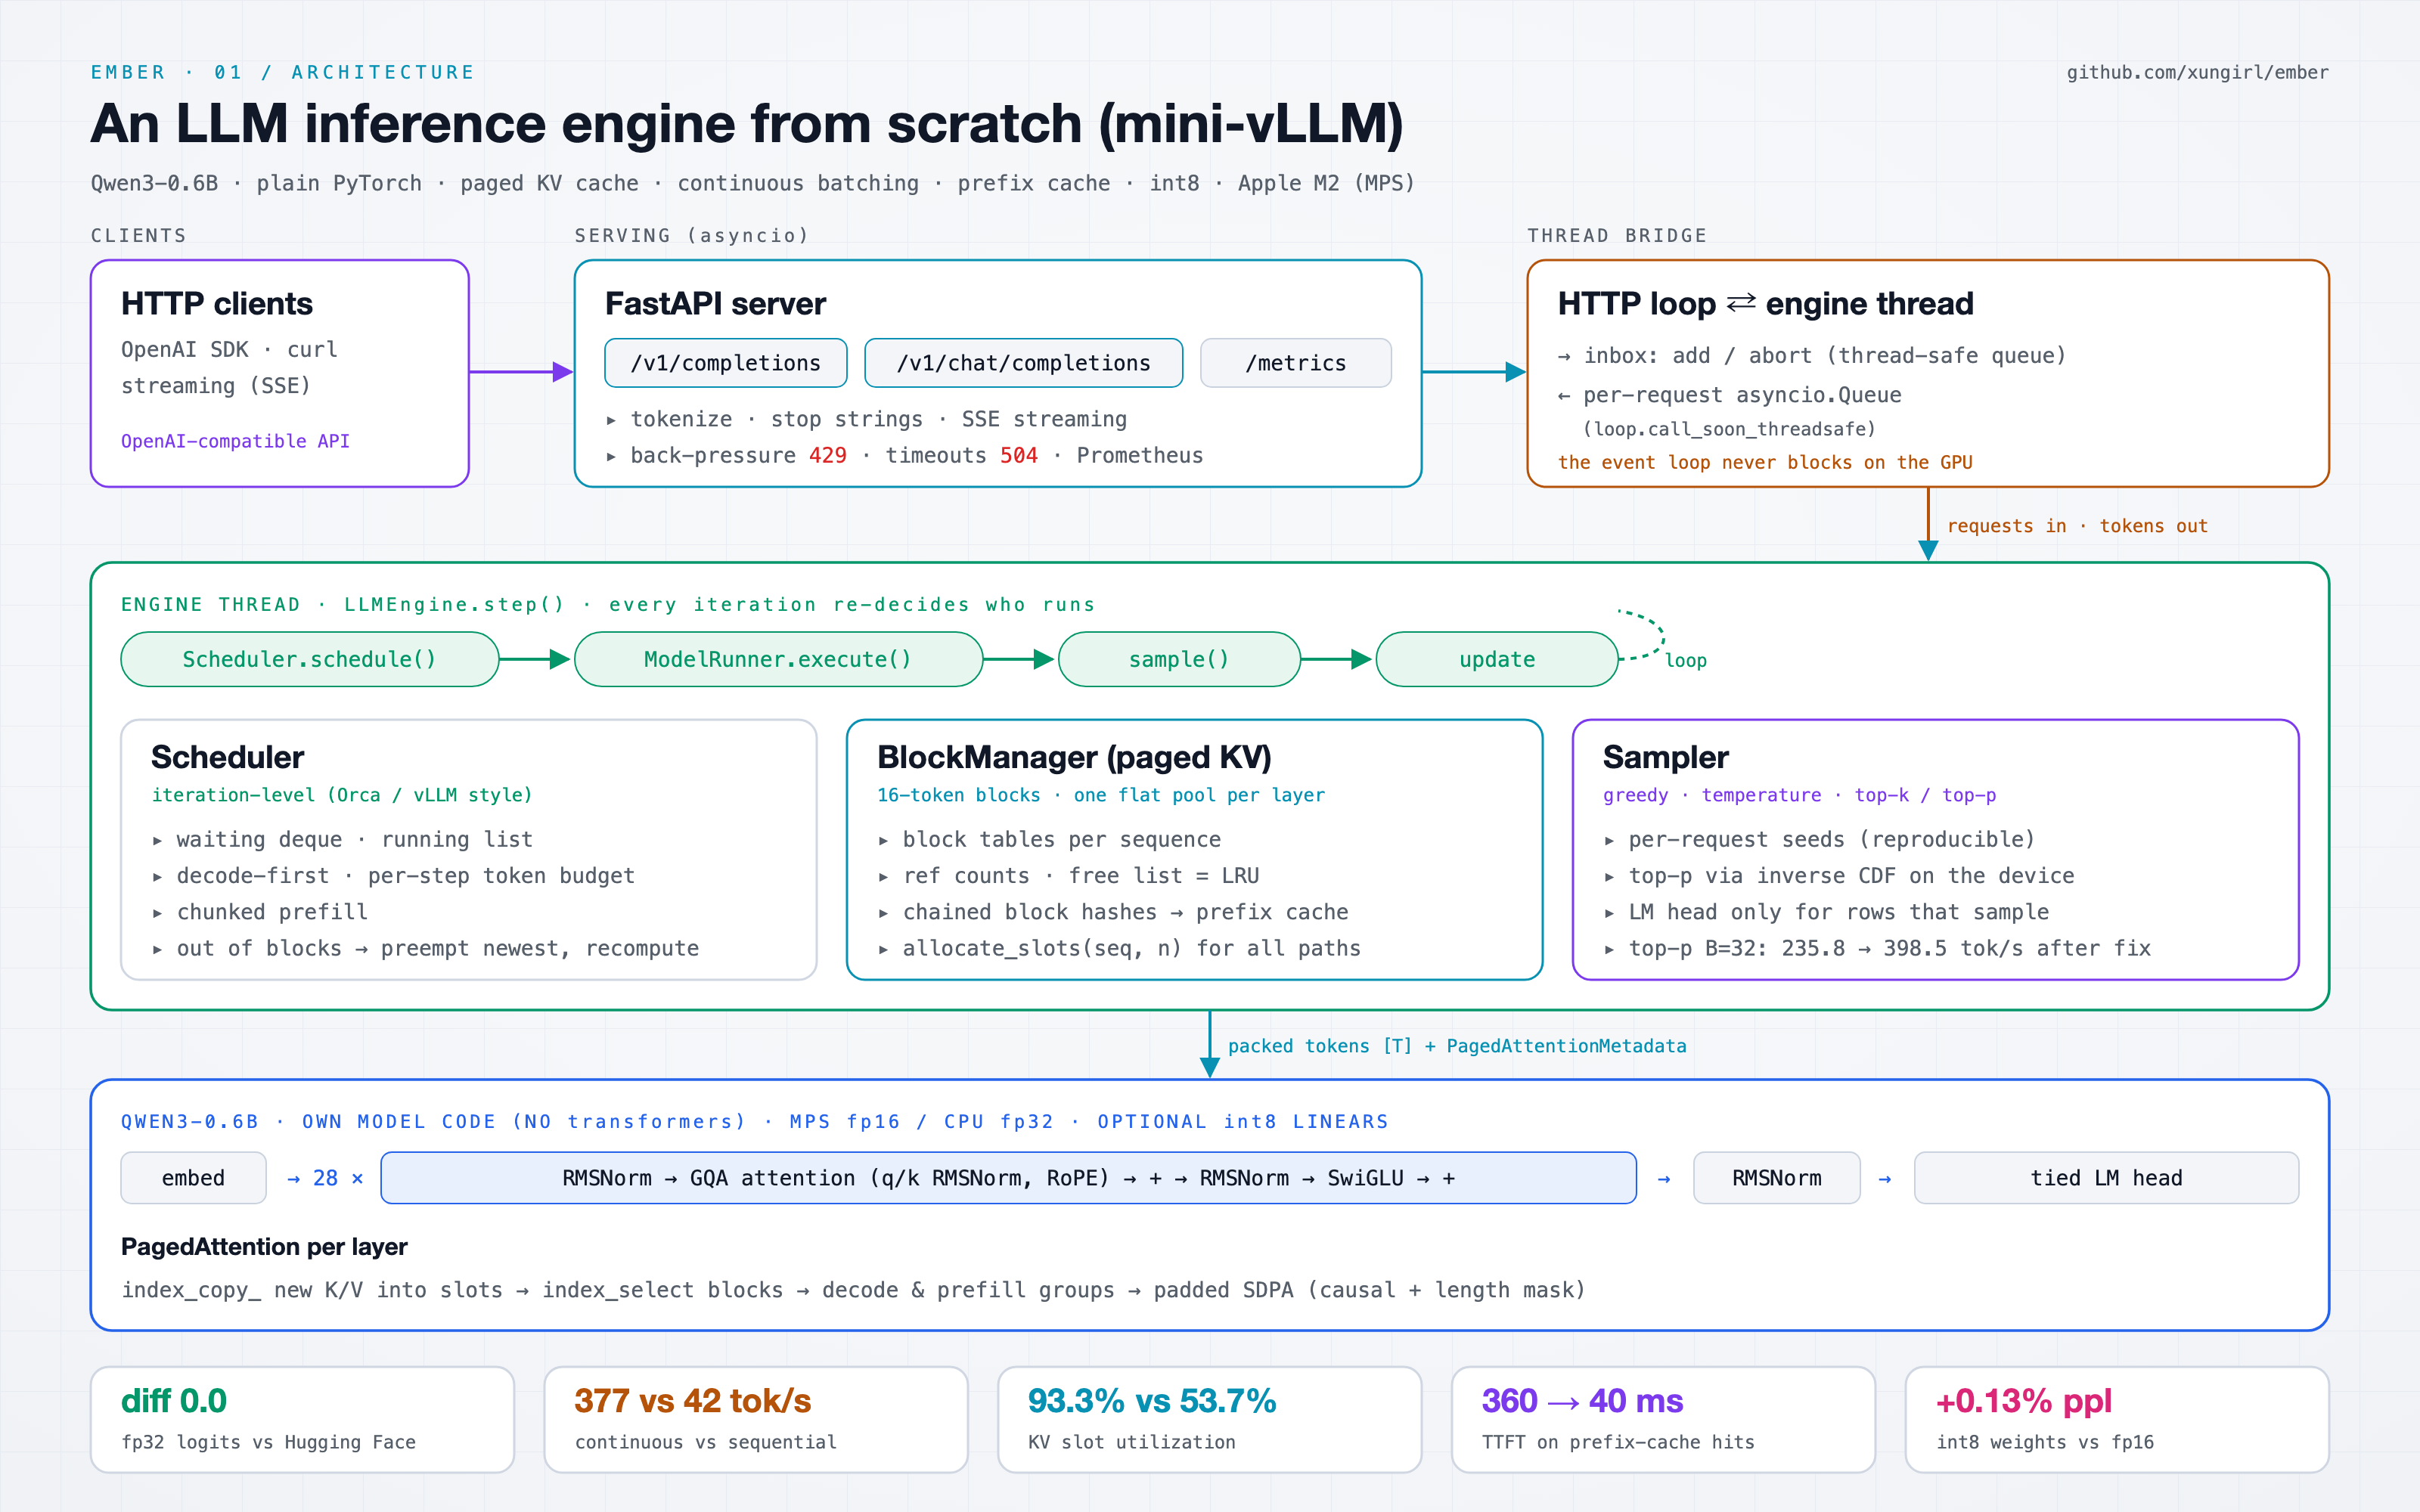 EMBER · 01 / ARCHITECTURE
github.com/xungirl/ember
An LLM inference engine from scratch (mini-vLLM)
Qwen3-0.6B · plain PyTorch · paged KV cache · continuous batching · prefix cache · int8 · Apple M2 (MPS)
CLIENTS
HTTP clients
OpenAI SDK · curl
streaming (SSE)
OpenAI-compatible API
SERVING (asyncio)
FastAPI server
/v1/completions
/v1/chat/completions
/metrics
▸ tokenize · stop strings · SSE streaming
▸ back-pressure 429 · timeouts 504 · Prometheus
THREAD BRIDGE
HTTP loop ⇄ engine thread
→ inbox: add / abort (thread-safe queue)
← per-request asyncio.Queue
(loop.call_soon_threadsafe)
the event loop never blocks on the GPU
requests in · tokens out
ENGINE THREAD · LLMEngine.step() · every iteration re-decides who runs
Scheduler.schedule()
ModelRunner.execute()
sample()
update
loop
Scheduler
iteration-level (Orca / vLLM style)
▸ waiting deque · running list
▸ decode-first · per-step token budget
▸ chunked prefill
▸ out of blocks → preempt newest, recompute
BlockManager (paged KV)
16-token blocks · one flat pool per layer
▸ block tables per sequence
▸ ref counts · free list = LRU
▸ chained block hashes → prefix cache
▸ allocate_slots(seq, n) for all paths
Sampler
greedy · temperature · top-k / top-p
▸ per-request seeds (reproducible)
▸ top-p via inverse CDF on the device
▸ LM head only for rows that sample
▸ top-p B=32: 235.8 → 398.5 tok/s after fix
packed tokens [T] + PagedAttentionMetadata
QWEN3-0.6B · OWN MODEL CODE (NO transformers) · MPS fp16 / CPU fp32 · OPTIONAL int8 LINEARS
embed
→ 28 ×
RMSNorm → GQA attention (q/k RMSNorm, RoPE) → + → RMSNorm → SwiGLU → +
→
RMSNorm
→
tied LM head
PagedAttention per layer
index_copy_ new K/V into slots → index_select blocks → decode & prefill groups → padded SDPA (causal + length mask)
diff 0.0
fp32 logits vs Hugging Face
377 vs 42 tok/s
continuous vs sequential
93.3% vs 53.7%
KV slot utilization
360 → 40 ms
TTFT on prefix-cache hits
+0.13% ppl
int8 weights vs fp16